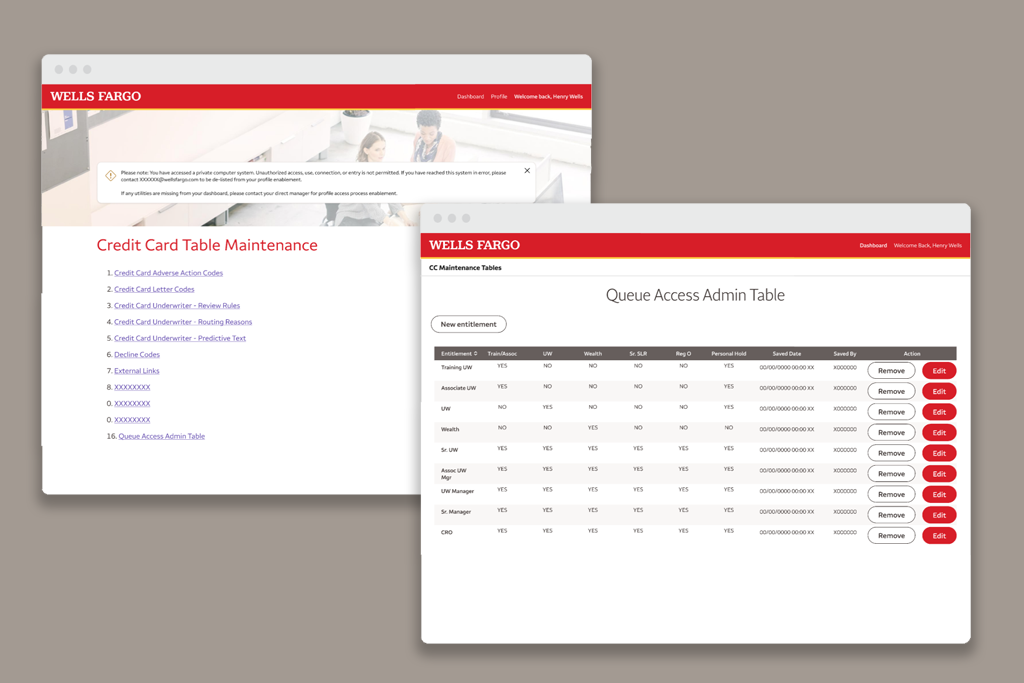 WELLS FARGO
Dashboard Profile Welcome back, Henry Wells
Please note: You have accessed a private computer system. Unauthorized access, use, connection, or entry is not permitted. If you have reached this system in error, please
contact XXXXXX@wellsfargo.com to be de-listed from your profile enablement.
If any utilities are missing from your dashboard, please contact your direct manager for profile access process enablement.
Credit Card Table Maintenance
1. Credit Card Adverse Action Codes
2. Credit Card Letter Codes
3. Credit Card Underwriter - Review Rules
4. Credit Card Underwriter - Routing Reasons
5. Credit Card Underwriter - Predictive Text
6. Decline Codes
7. External Links
8. XXXXXXXX
0. XXXXXXXX
0. XXXXXXXX
16. Queue Access Admin Table
WELLS FARGO
Dashboard Welcome Back, Henry Wells
CC Maintenance Tables
Queue Access Admin Table
New entitlement
Entitlement Train/Assoc UW Wealth Sr. SLR Reg O Personal Hold Saved Date Saved By Action
Training UW YES NO NO NO NO YES 00/00/0000 00:00 XX X000000 Remove Edit
Associate UW YES NO NO NO NO YES 00/00/0000 00:00 XX X000000 Remove Edit
UW NO YES NO NO NO YES 00/00/0000 00:00 XX X000000 Remove Edit
Wealth NO NO YES NO NO NO 00/00/0000 00:00 XX X000000 Remove Edit
Sr. UW YES YES YES YES YES YES 00/00/0000 00:00 XX X000000 Remove Edit
Assoc UW Mgr YES YES YES YES YES YES 00/00/0000 00:00 XX X000000 Remove Edit
UW Manager YES YES YES YES YES YES 00/00/0000 00:00 XX X000000 Remove Edit
Sr. Manager YES YES YES YES YES YES 00/00/0000 00:00 XX X000000 Remove Edit
CRO YES YES YES YES YES YES 00/00/0000 00:00 XX X000000 Remove Edit